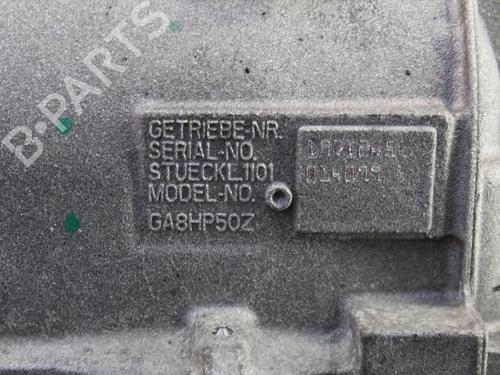 B-PARTS
GETRIEBE-NR.
SERIAL-NO.
STUECKL.1101
MODEL-NO.
GA8HP50Z